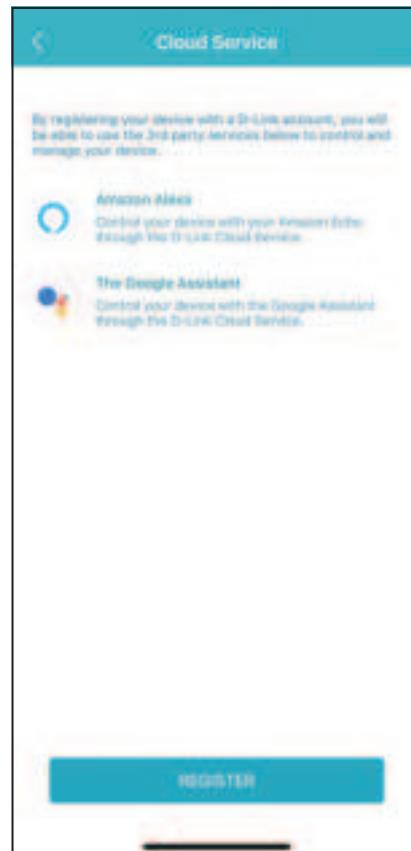 Cloud Service
By registering your device with a D-Link account, you will
be able to use the 3rd party services below to control and
manage your device.
Amazon Alexa
Control your device with your Amazon Echo
through the D-Link Cloud Service.
The Google Assistant
Control your device with the Google Assistant
through the D-Link Cloud Service.
REGISTER